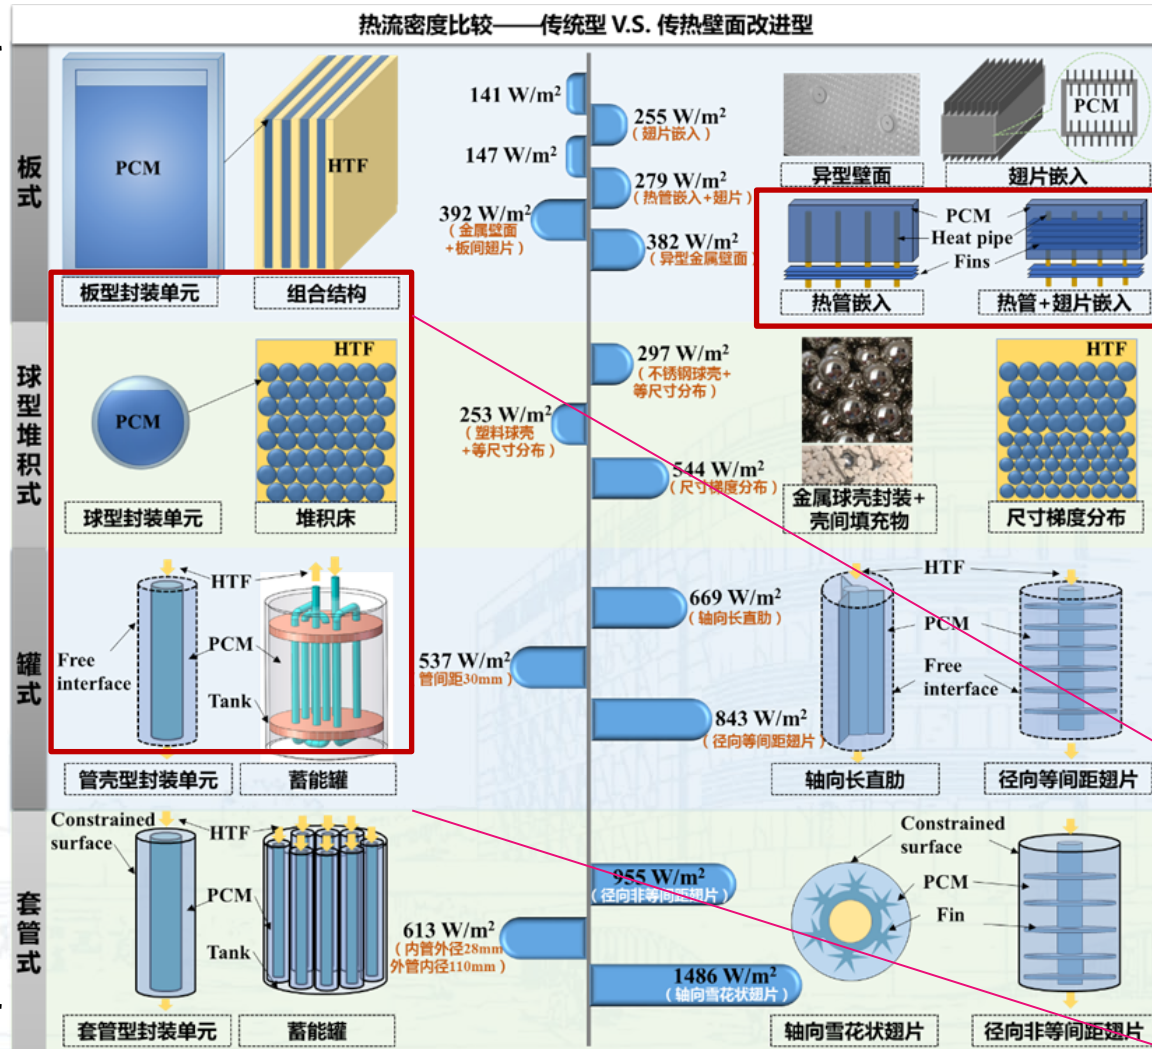 热流密度比较——传统型 V.S. 传热壁面改进型
板式
PCM
HTF
板型封装单元
组合结构
141 W/m²
147 W/m²
392 W/m²
（金属壁面
+板间翅片）
255 W/m²
（翅片嵌入）
279 W/m²
（热管嵌入+翅片）
382 W/m²
（异型金属壁面）
异型壁面
PCM
翅片嵌入
PCM
Heat pipe
Fins
热管嵌入
热管+翅片嵌入
球型堆积式
PCM
HTF
球型封装单元
堆积床
253 W/m²
（塑料球壳
+等尺寸分布）
297 W/m²
（不锈钢球壳+
等尺寸分布）
544 W/m²
（尺寸梯度分布）
金属球壳封装+
壳间填充物
HTF
尺寸梯度分布
罐式
HTF
PCM
Free
interface
Tank
管壳型封装单元
蓄能罐
537 W/m²
管间距30mm）
669 W/m²
（轴向长直肋）
843 W/m²
（径向等间距翅片）
HTF
PCM
Free
interface
轴向长直肋
径向等间距翅片
套管式
Constrained
surface
HTF
PCM
Tank
套管型封装单元
蓄能罐
613 W/m²
（内管外径28mm
外管内径110mm）
955 W/m²
（径向非等间距翅片）
1486 W/m²
（轴向雪花状翅片）
Constrained
surface
PCM
Fin
轴向雪花状翅片
径向非等间距翅片